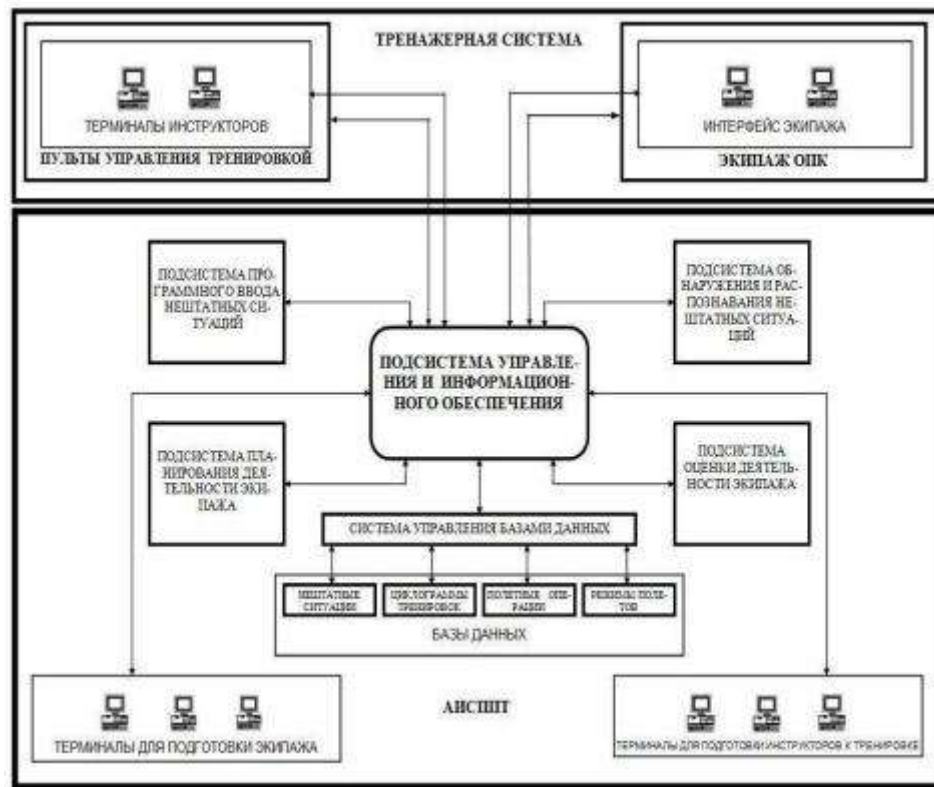 ТРЕНАЖЕРНАЯ СИСТЕМА
ТЕРМИНАЛЫ ИНСТРУКТОРОВ
ПУЛЬТЫ УПРАВЛЕНИЯ ТРЕНИРОВКОЙ
ИНТЕРФЕЙС ЭКИПАЖА
ЭКИПАЖ ОПК
ПОДСИСТЕМА ПРО-
ГРАММНОГО ВВОДА
НЕШТАТНЫХ СИ-
ТУАЦИЙ
ПОДСИСТЕМА ОБ-
НАРУЖЕНИЯ И РАС-
ПОЗНАВАНИЯ НЕ-
ШТАТНЫХ СИТУА-
ЦИЙ
ПОДСИСТЕМА УПРАВЛЕ-
НИЯ И ИНФОРМАЦИОН-
НОГО ОБЕСПЕЧЕНИЯ
ПОДСИСТЕМА ПЛА-
НИРОВАНИЯ ДЕЯ-
ТЕЛЬНОСТИ ЭКИ-
ПАЖА
ПОДСИСТЕМА
ОЦЕНКИ ДЕЯТЕЛЬ-
НОСТИ ЭКИПАЖА
СИСТЕМА УПРАВЛЕНИЯ БАЗАМИ ДАННЫХ
НЕШТАТНЫЕ
СИТУАЦИИ
ЦИКЛОГРАММЫ
ТРЕНИРОВОК
ПОЛЕТНЫЕ ОПЕ-
РАЦИИ
РЕЖИМЫ ПОЛЕ-
ТОВ
БАЗЫ ДАННЫХ
ТЕРМИНАЛЫ ДЛЯ ПОДГОТОВКИ ЭКИПАЖА
ТЕРМИНАЛЫ ДЛЯ ПОДГОТОВКИ ИНСТРУКТОРОВ К ТРЕНИРОВКЕ